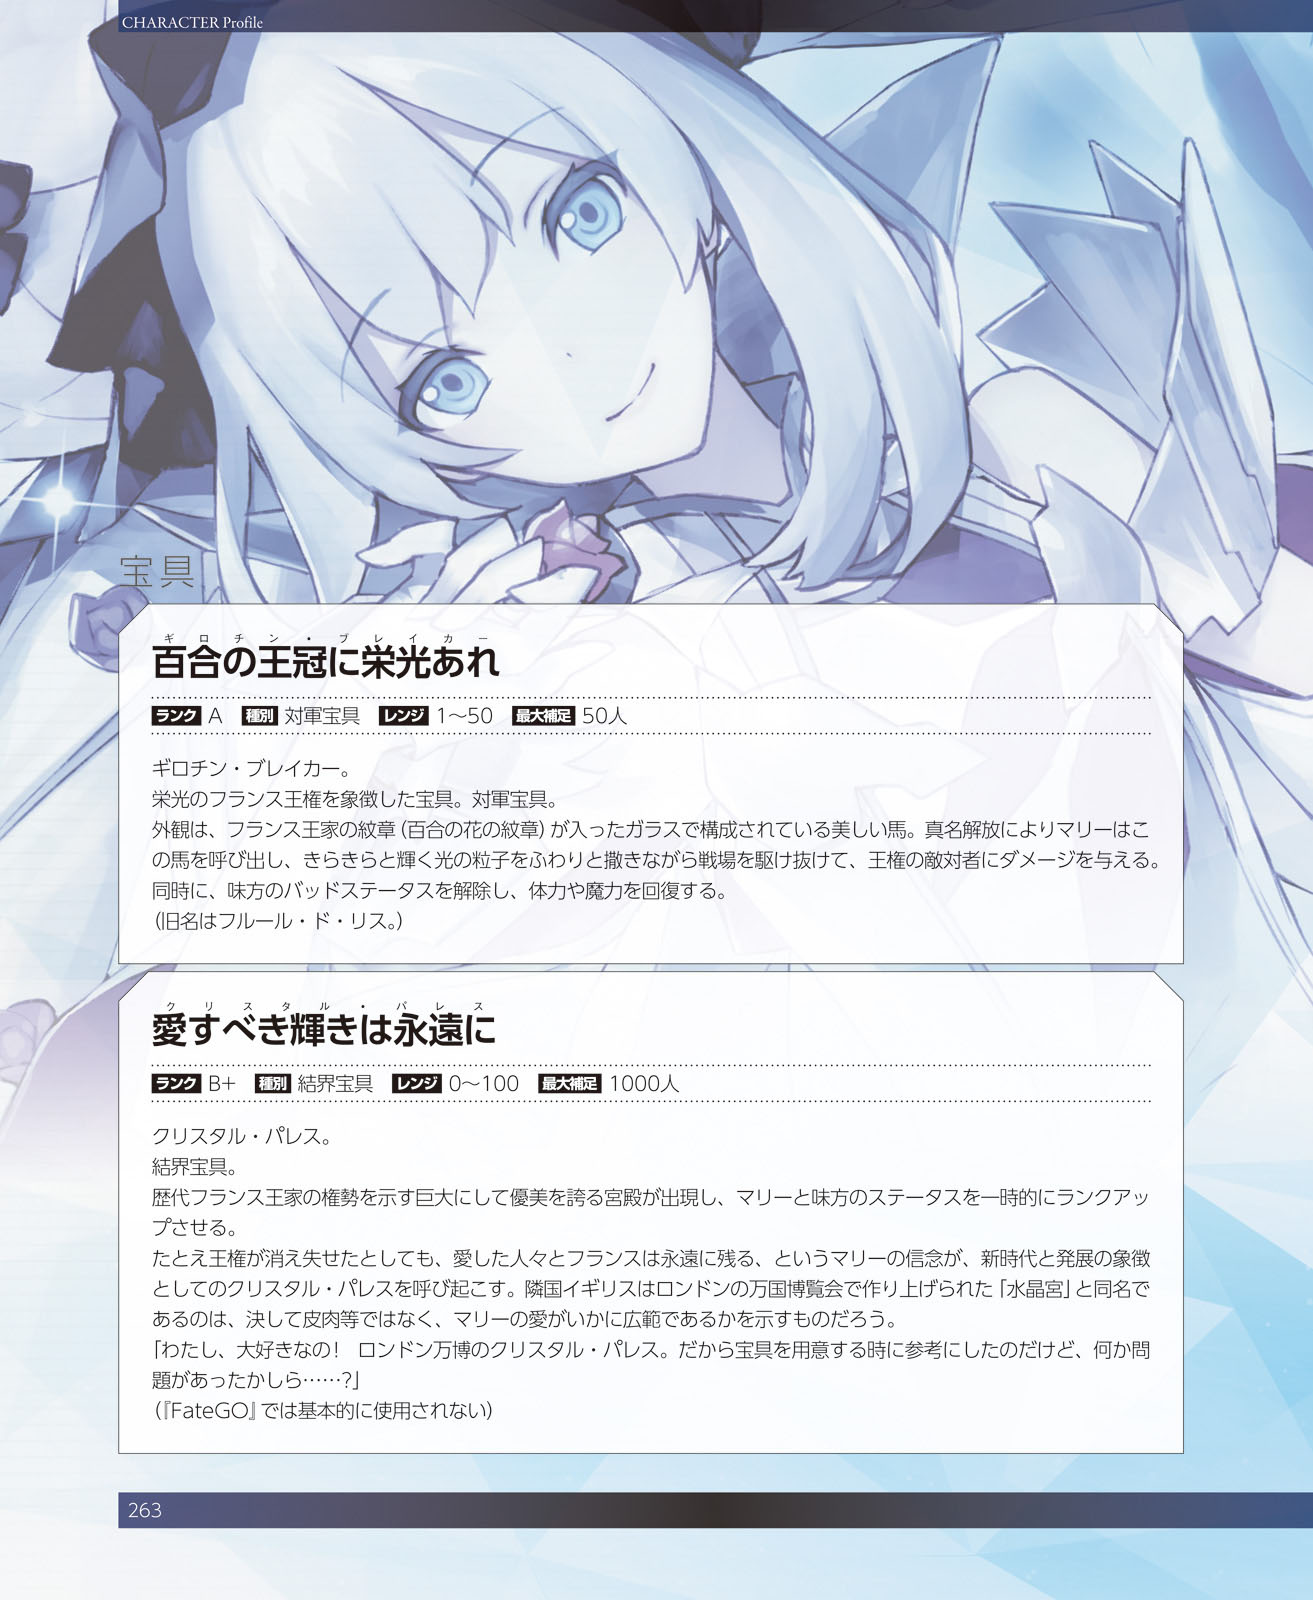 CHARACTER Profile
宝具
ギロチン・ブレイカー
百合の王冠に栄光あれ
ランク A 種別 対軍宝具 レンジ 1～50 最大補足 50人
ギロチン・ブレイカー。
栄光のフランス王権を象徴した宝具。対軍宝具。
外観は、フランス王家の紋章（百合の花の紋章）が入ったガラスで構成されている美しい馬。真名解放によりマリーはこ
の馬を呼び出し、きらきらと輝く光の粒子をふわりと撒きながら戦場を駆け抜けて、王権の敵対者にダメージを与える。
同時に、味方のバッドステータスを解除し、体力や魔力を回復する。
（旧名はフルール・ド・リス。）
クリスタル・パレス
愛すべき輝きは永遠に
ランク B+ 種別 結界宝具 レンジ 0～100 最大補足 1000人
クリスタル・パレス。
結界宝具。
歴代フランス王家の権勢を示す巨大にして優美を誇る宮殿が出現し、マリーと味方のステータスを一時的にランクアッ
プさせる。
たとえ王権が消え失せたとしても、愛した人々とフランスは永遠に残る、というマリーの信念が、新時代と発展の象徴
としてのクリスタル・パレスを呼び起こす。隣国イギリスはロンドンの万国博覧会で作り上げられた「水晶宮」と同名で
あるのは、決して皮肉等ではなく、マリーの愛がいかに広範であるかを示すものだろう。
「わたし、大好きなの！　ロンドン万博のクリスタル・パレス。だから宝具を用意する時に参考にしたのだけど、何か問
題があったかしら……？」
（『FateGO』では基本的に使用されない）
263